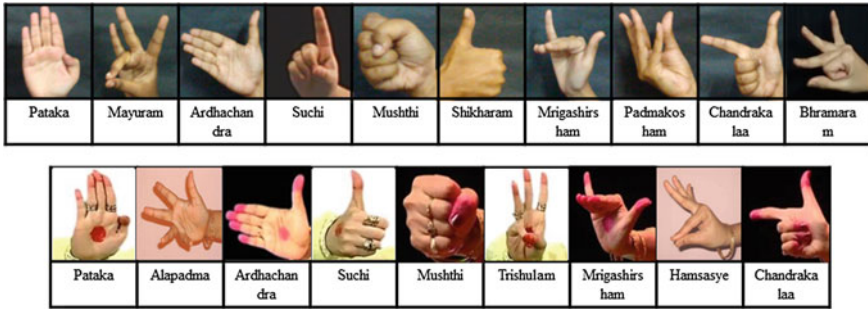 Pataka
Mayuram
Ardhachan
dra
Suchi
Mushthi
Shikharam
Mrigashirs
ham
Padmakos
ham
Chandraka
laa
Bhramara
m
Pataka
Alapadma
Ardhachan
dra
Suchi
Mushthi
Trishulam
Mrigashirs
ham
Hamsasye
Chandraka
laa